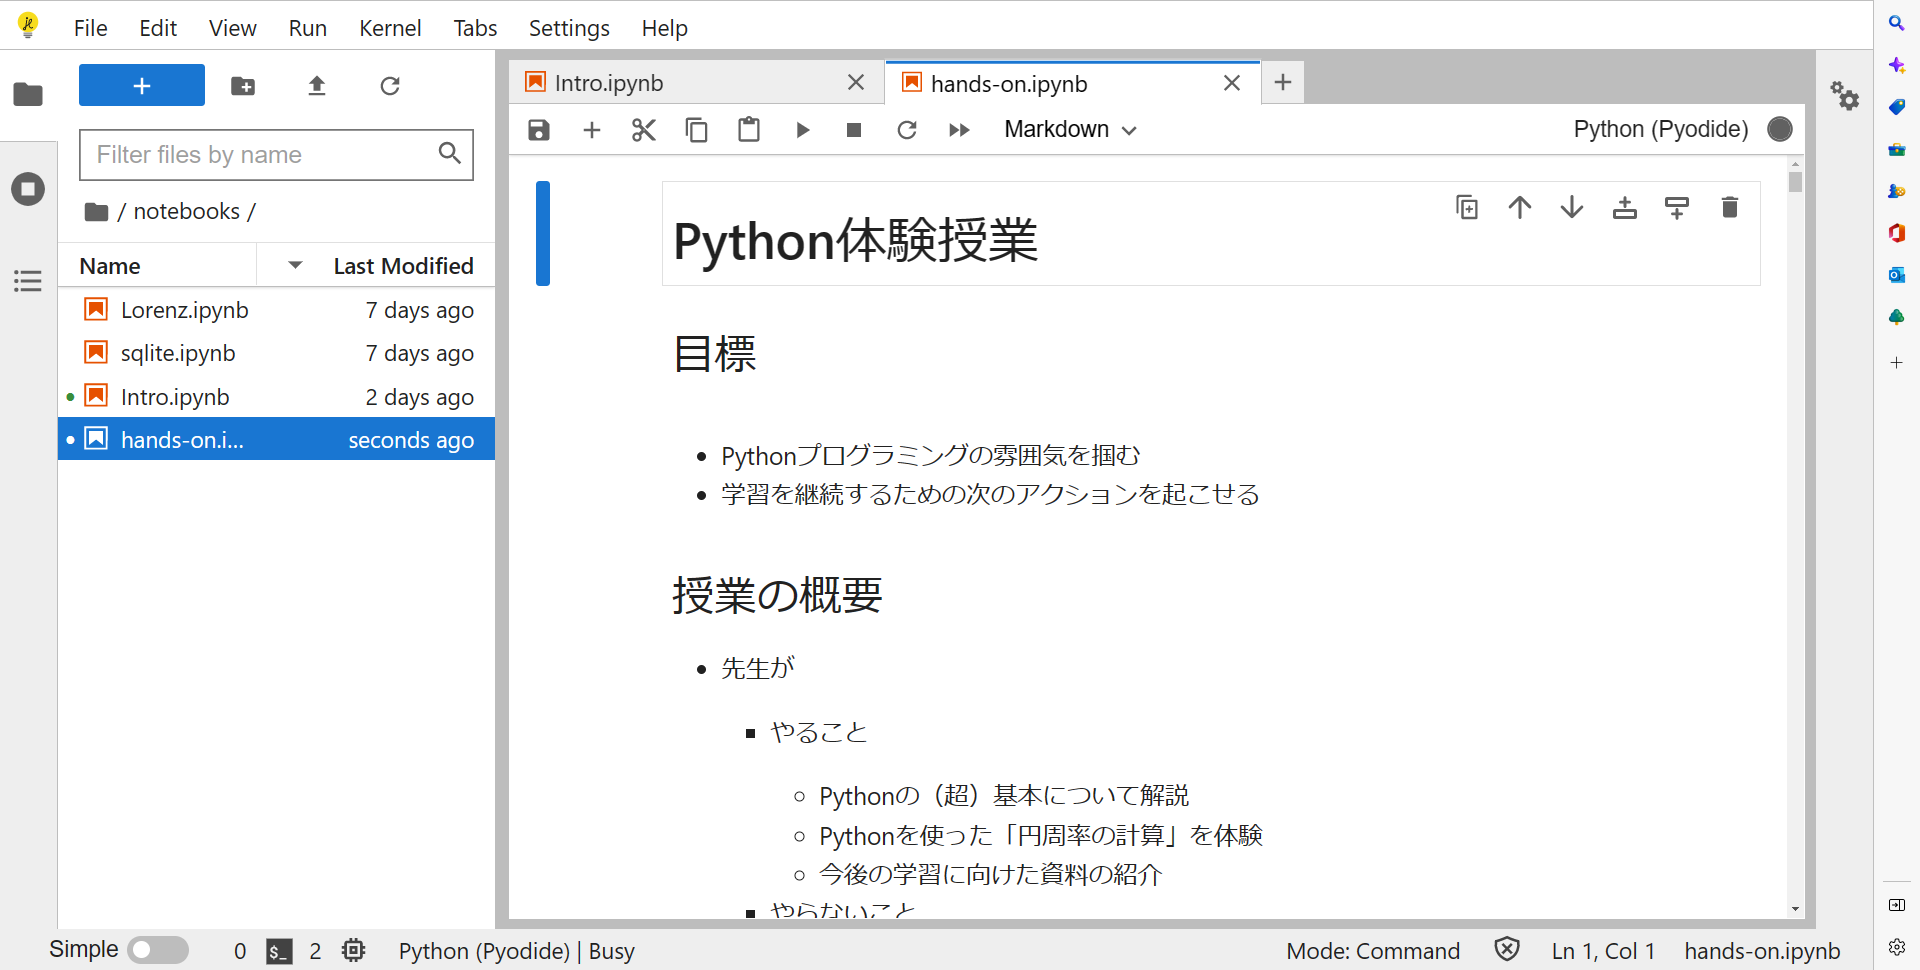 File Edit View Run Kernel Tabs Settings Help
+
Filter files by name
/ notebooks /
Name Last Modified
Lorenz.ipynb 7 days ago
sqlite.ipynb 7 days ago
Intro.ipynb 2 days ago
hands-on.i... seconds ago
Intro.ipynb
hands-on.ipynb
Markdown
Python (Pyodide)
Python体験授業
目標
Pythonプログラミングの雰囲気を掴む
学習を継続するための次のアクションを起こせる
授業の概要
先生が
やること
Pythonの（超）基本について解説
Pythonを使った「円周率の計算」を体験
今後の学習に向けた資料の紹介
やらないこと
Simple 0 $_ 2 Python (Pyodide) | Busy Mode: Command Ln 1, Col 1 hands-on.ipynb